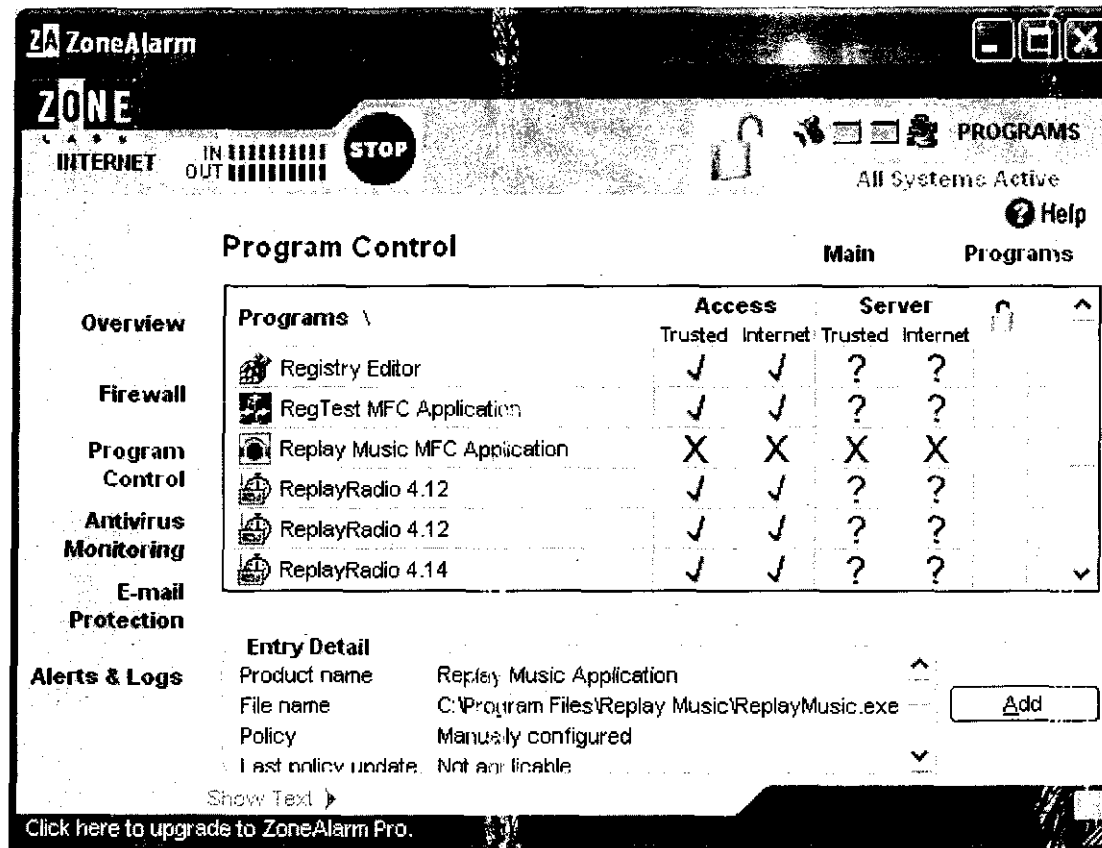 ZA ZoneAlarm
ZONE
LABS
INTERNET
IN
OUT
STOP
PROGRAMS
All Systems Active
? Help
Program Control
Main
Programs
Overview
Firewall
Program
Control
Antivirus
Monitoring
E-mail
Protection
Alerts & Logs
Programs
Access Server
Trusted Internet Trusted Internet
Registry Editor ? ?
RegTest MFC Application ? ?
Replay Music MFC Application X X X X
ReplayRadio 4.12 ? ?
ReplayRadio 4.12 ? ?
ReplayRadio 4.14 ? ?
Entry Detail
Product name Replay Music Application
File name C:\Program Files\Replay Music\ReplayMusic.exe
Policy Manually configured
Last policy update Not applicable
Add
Show Text
Click here to upgrade to ZoneAlarm Pro.